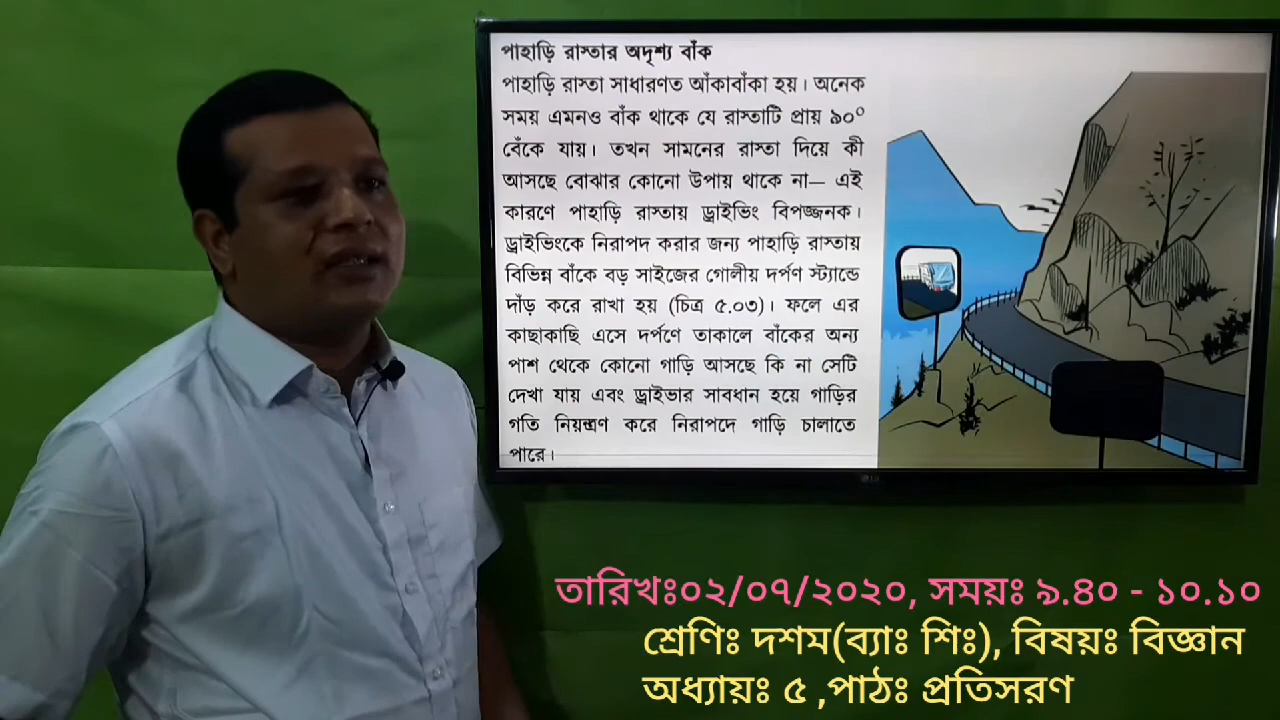 পাহাড়ি রাস্তার অদৃশ্য বাঁক
পাহাড়ি রাস্তা সাধারণত আঁকাবাঁকা হয়। অনেক
সময় এমনও বাঁক থাকে যে রাস্তাটি প্রায় ৯০°
বেঁকে যায়। তখন সামনের রাস্তা দিয়ে কী
আসছে বোঝার কোনো উপায় থাকে না— এই
কারণে পাহাড়ি রাস্তায় ড্রাইভিং বিপজ্জনক।
ড্রাইভিংকে নিরাপদ করার জন্য পাহাড়ি রাস্তায়
বিভিন্ন বাঁকে বড় সাইজের গোলীয় দর্পণ স্ট্যান্ডে
দাঁড় করে রাখা হয় (চিত্র ৫.০৩)। ফলে এর
কাছাকাছি এসে দর্পণে তাকালে বাঁকের অন্য
পাশ থেকে কোনো গাড়ি আসছে কি না সেটি
দেখা যায় এবং ড্রাইভার সাবধান হয়ে গাড়ির
গতি নিয়ন্ত্রণ করে নিরাপদে গাড়ি চালাতে
পারে।
LG
তারিখঃ০২/০৭/২০২০, সময়ঃ ৯.৪০ - ১০.১০
শ্রেণিঃ দশম(ব্যাঃ শিঃ), বিষয়ঃ বিজ্ঞান
অধ্যায়ঃ ৫ ,পাঠঃ প্রতিসরণ